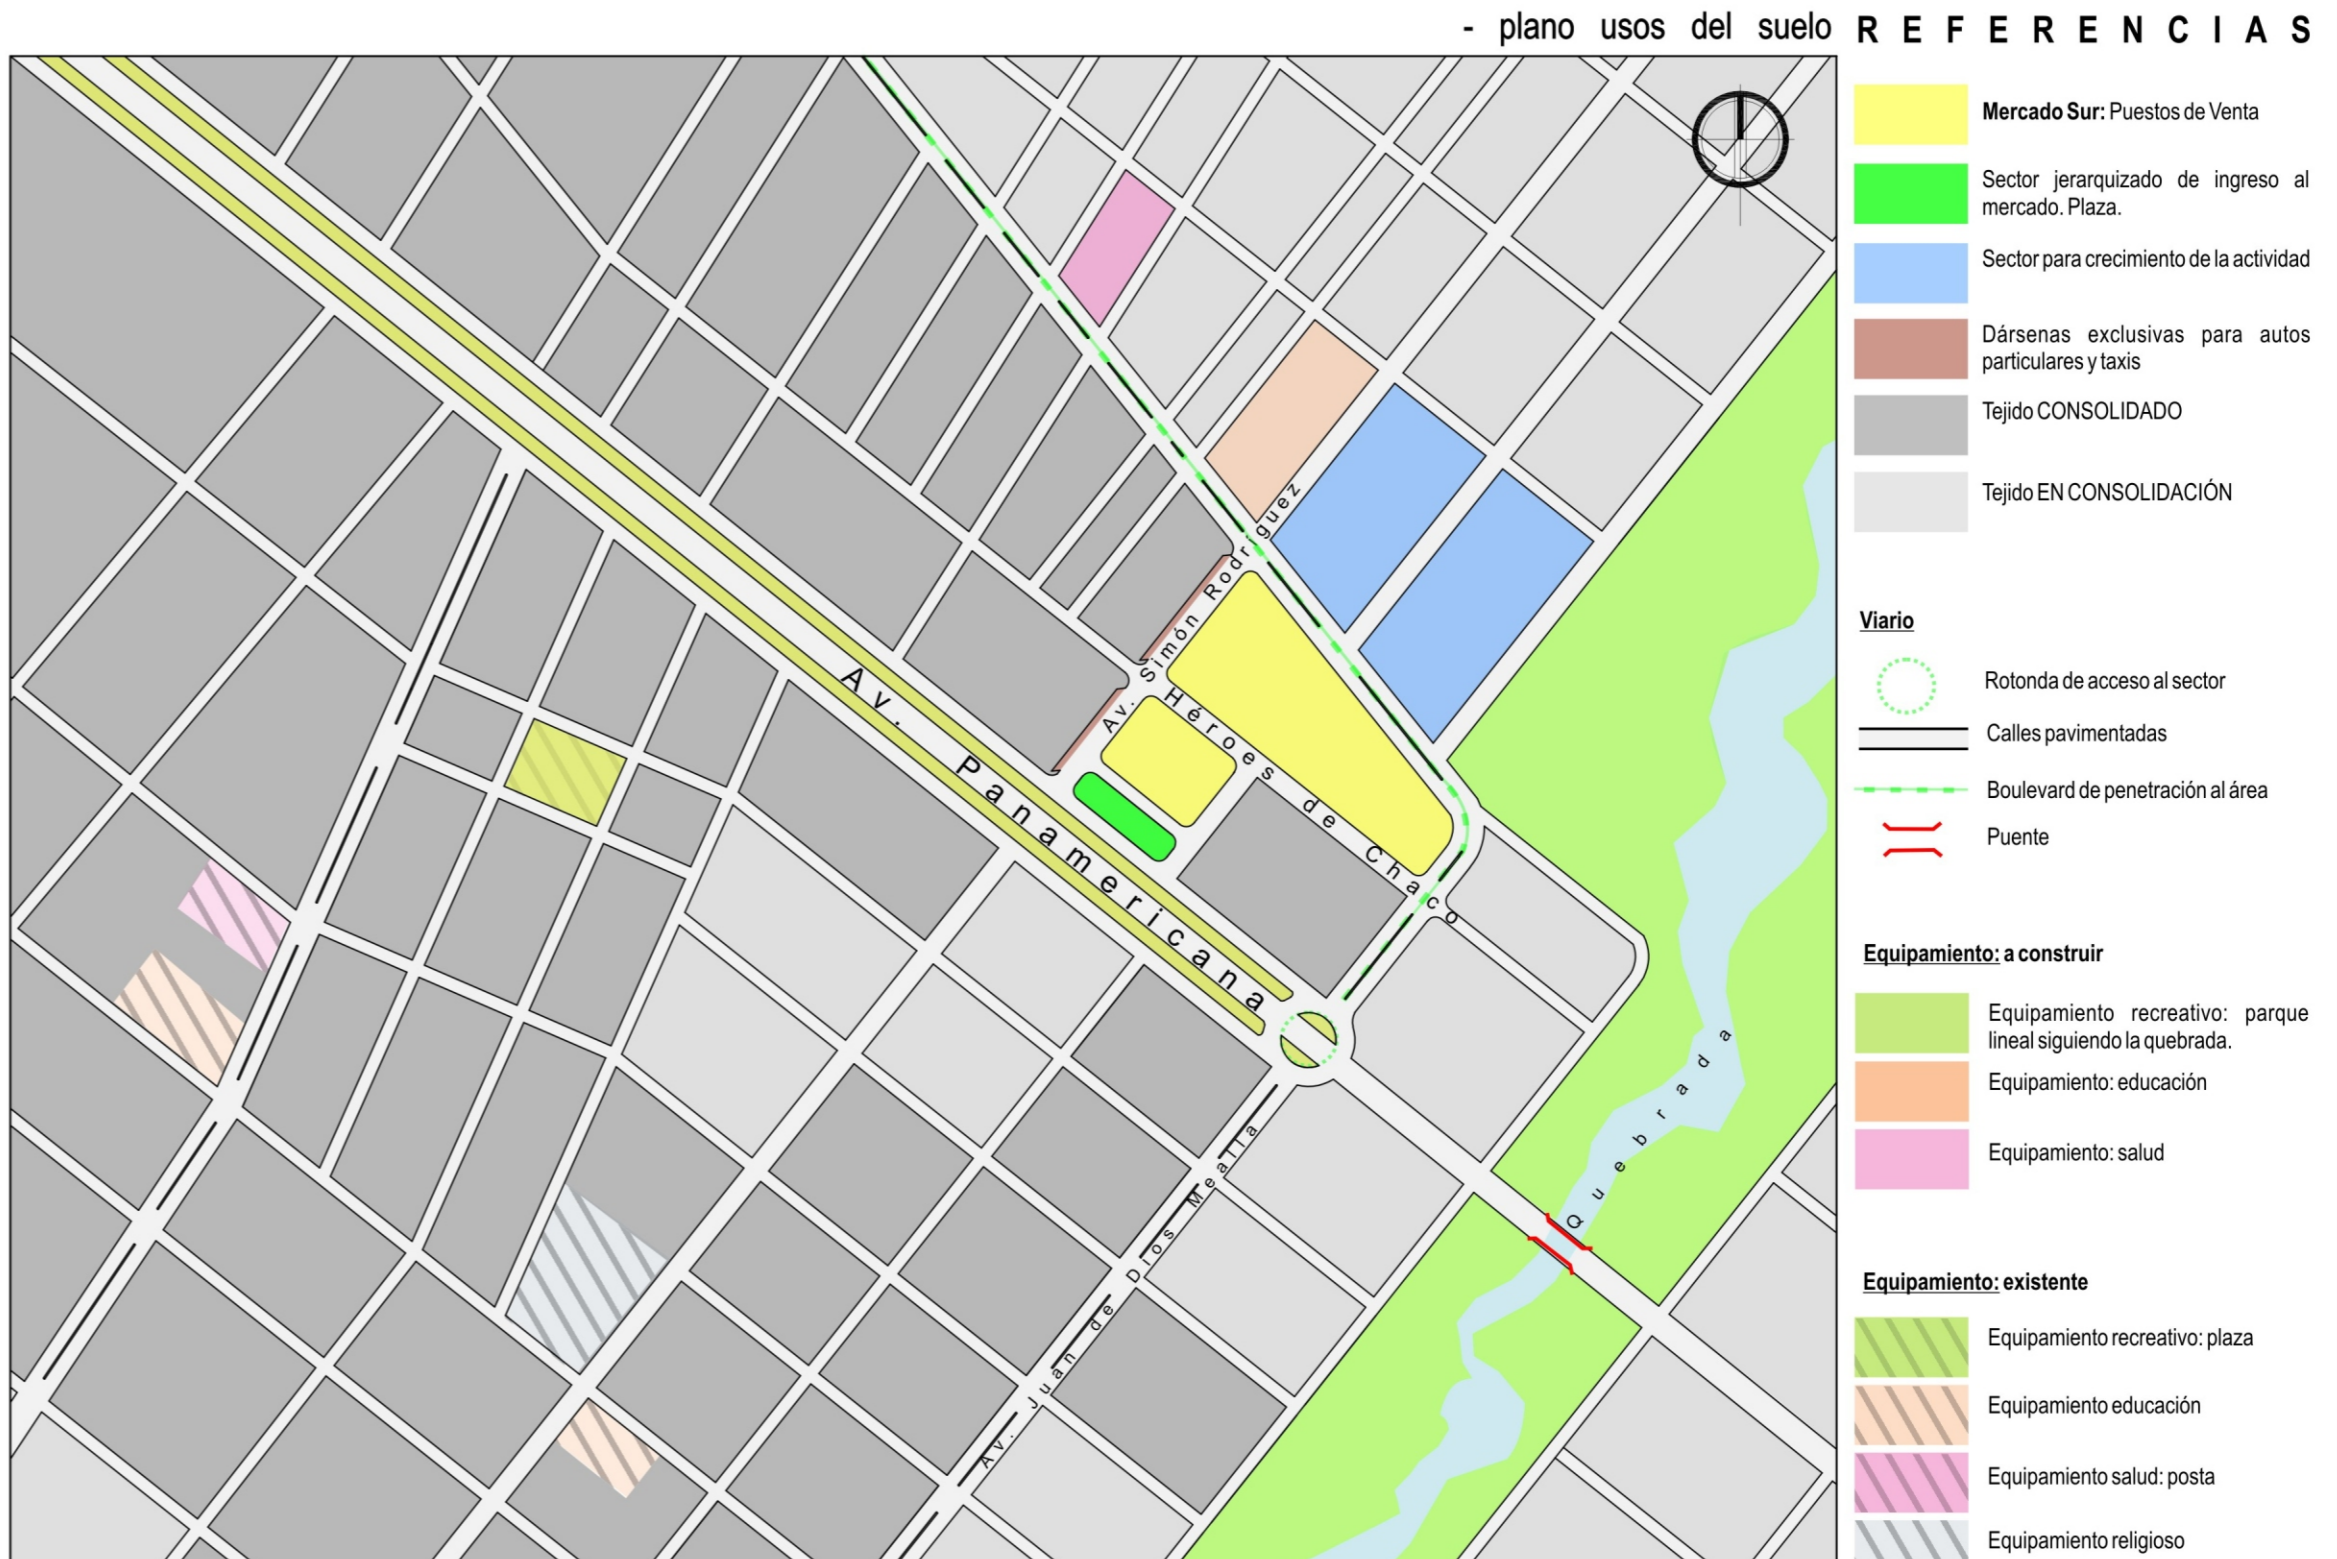 - plano usos del suelo
REFERENCIAS
Mercado Sur: Puestos de Venta
Sector jerarquizado de ingreso al
mercado. Plaza.
Sector para crecimiento de la actividad
Dársenas exclusivas para autos
particulares y taxis
Tejido CONSOLIDADO
Tejido EN CONSOLIDACIÓN
Viario
Rotonda de acceso al sector
Calles pavimentadas
Boulevard de penetración al área
Puente
Equipamiento: a construir
Equipamiento recreativo: parque
lineal siguiendo la quebrada.
Equipamiento: educación
Equipamiento: salud
Equipamiento: existente
Equipamiento recreativo: plaza
Equipamiento educación
Equipamiento salud: posta
Equipamiento religioso
Av. Panamericana
Av. Simón Rodríguez
Héroes de Chaco
Av. Juan de Dios Mealla
Quebrada